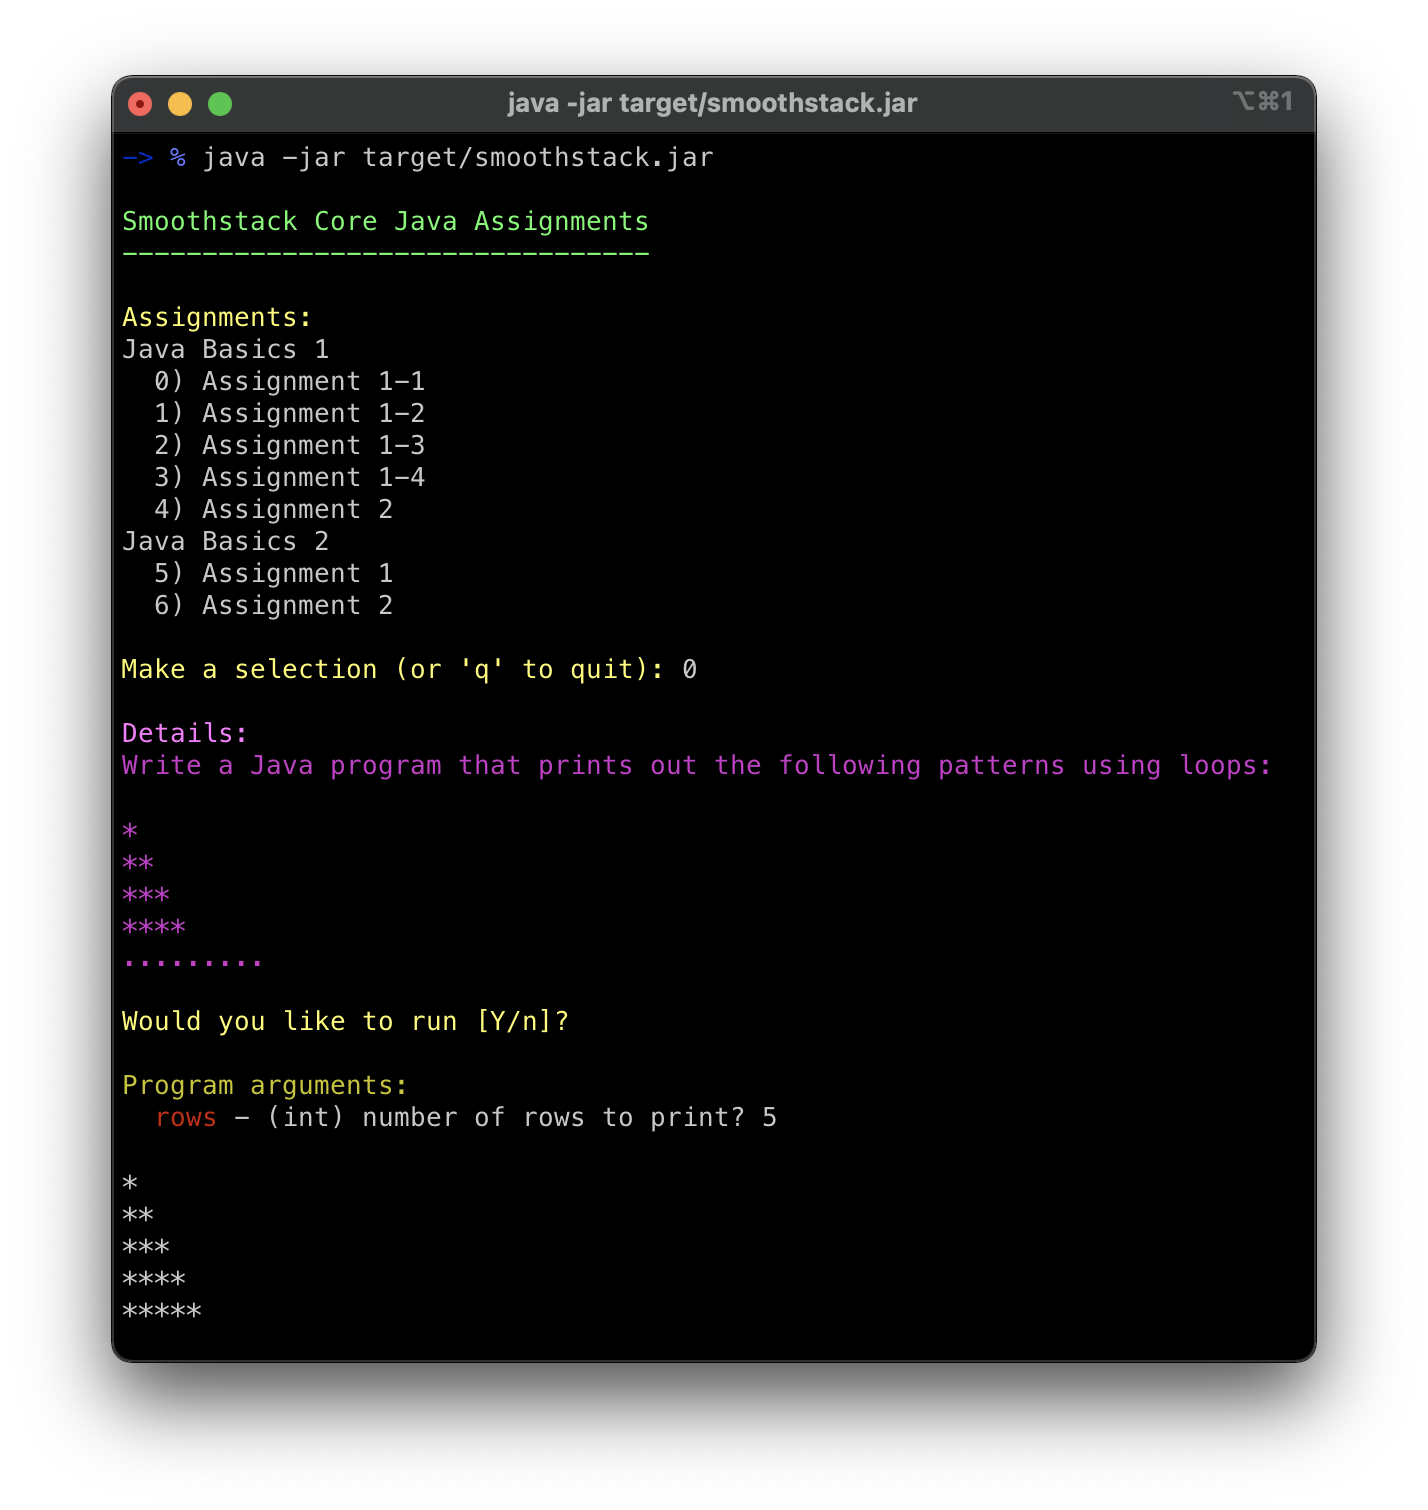 java -jar target/smoothstack.jar ⌥⌘1
-> % java -jar target/smoothstack.jar
Smoothstack Core Java Assignments
---------------------------------
Assignments:
Java Basics 1
  0) Assignment 1-1
  1) Assignment 1-2
  2) Assignment 1-3
  3) Assignment 1-4
  4) Assignment 2
Java Basics 2
  5) Assignment 1
  6) Assignment 2
Make a selection (or 'q' to quit): 0
Details:
Write a Java program that prints out the following patterns using loops:
*
**
***
****
.........
Would you like to run [Y/n]?
Program arguments:
  rows - (int) number of rows to print? 5
*
**
***
****
*****